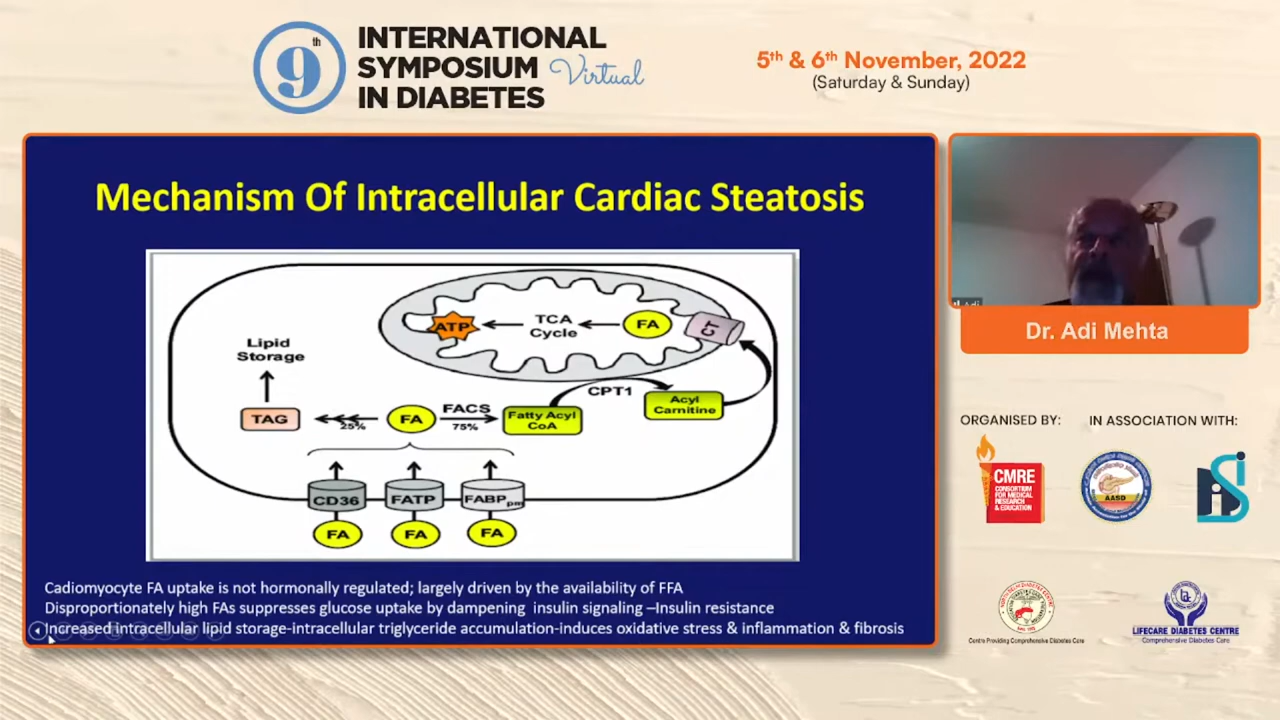 9th
INTERNATIONAL
SYMPOSIUM Virtual
IN DIABETES
5th & 6th November, 2022
(Saturday & Sunday)
Mechanism Of Intracellular Cardiac Steatosis
ATP
TCA
Cycle
FA
CT
Lipid
Storage
CPT1
Acyl
Carnitine
TAG
25%
FA
FACS
75%
Fatty Acyl
CoA
CD36
FATP
FABPpm
FA
FA
FA
Cadiomyocyte FA uptake is not hormonally regulated; largely driven by the availability of FFA
Disproportionately high FAs suppresses glucose uptake by dampening insulin signaling –Insulin resistance
Increased intracellular lipid storage-intracellular triglyceride accumulation-induces oxidative stress & inflammation & fibrosis
Adi
Dr. Adi Mehta
ORGANISED BY:
IN ASSOCIATION WITH:
CMRE
CONSORTIUM
FOR MEDICAL
RESEARCH
& EDUCATION
AASD
Centre Providing Comprehensive Diabetes Care
LIFECARE DIABETES CENTRE
Comprehensive Diabetes Care